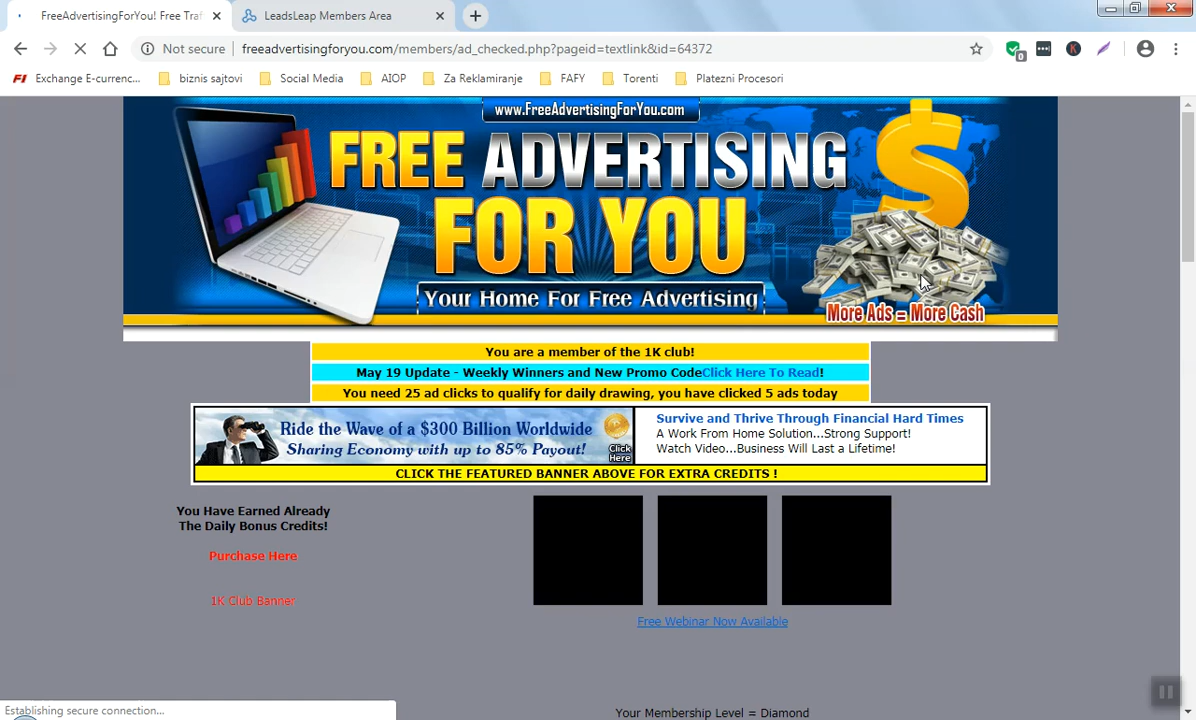 FreeAdvertisingForYou! Free Traf
LeadsLeap Members Area
Not secure
freeadvertisingforyou.com/members/ad_checked.php?pageid=textlink&id=64372
0
K
FI
Exchange E-currenc...
biznis sajtovi
Social Media
AIOP
Za Reklamiranje
FAFY
Torenti
Platezni Procesori
www.FreeAdvertisingForYou.com
FREE ADVERTISING
FOR YOU
$
Your Home For Free Advertising
More Ads = More Cash
You are a member of the 1K club!
May 19 Update - Weekly Winners and New Promo CodeClick Here To Read!
You need 25 ad clicks to qualify for daily drawing, you have clicked 5 ads today
Ride the Wave of a $300 Billion Worldwide
Sharing Economy with up to 85% Payout!
Click
Here
Survive and Thrive Through Financial Hard Times
A Work From Home Solution...Strong Support!
Watch Video...Business Will Last a Lifetime!
CLICK THE FEATURED BANNER ABOVE FOR EXTRA CREDITS !
You Have Earned Already
The Daily Bonus Credits!
Purchase Here
1K Club Banner
Free Webinar Now Available
Your Membership Level = Diamond
Establishing secure connection...